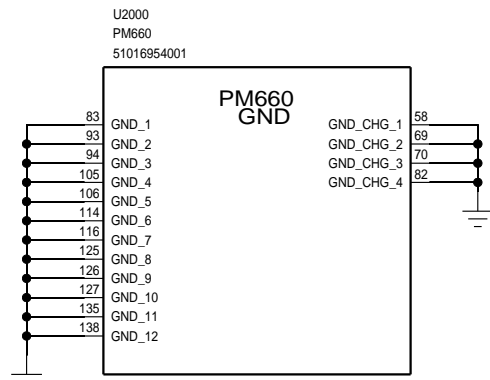 U2000
PM660
51016954001
PM660
GND
83 GND_1
93 GND_2
94 GND_3
105 GND_4
106 GND_5
114 GND_6
116 GND_7
125 GND_8
126 GND_9
127 GND_10
135 GND_11
138 GND_12
GND_CHG_1 58
GND_CHG_2 69
GND_CHG_3 70
GND_CHG_4 82